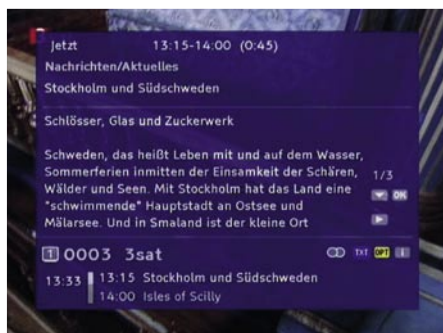 Jetzt 13:15-14:00 (0:45)
Nachrichten/Aktuelles
Stockholm und Südschweden
Schlösser, Glas und Zuckerwerk
Schweden, das heißt Leben mit und auf dem Wasser,
Sommerferien inmitten der Einsamkeit der Schären,
Wälder und Seen. Mit Stockholm hat das Land eine
"schwimmende" Hauptstadt an Ostsee und
Mälarsee. Und in Smaland ist der kleine Ort
1/3
OK
1 0003 3sat TXT OPT i
13:33 13:15 Stockholm und Südschweden
14:00 Isles of Scilly